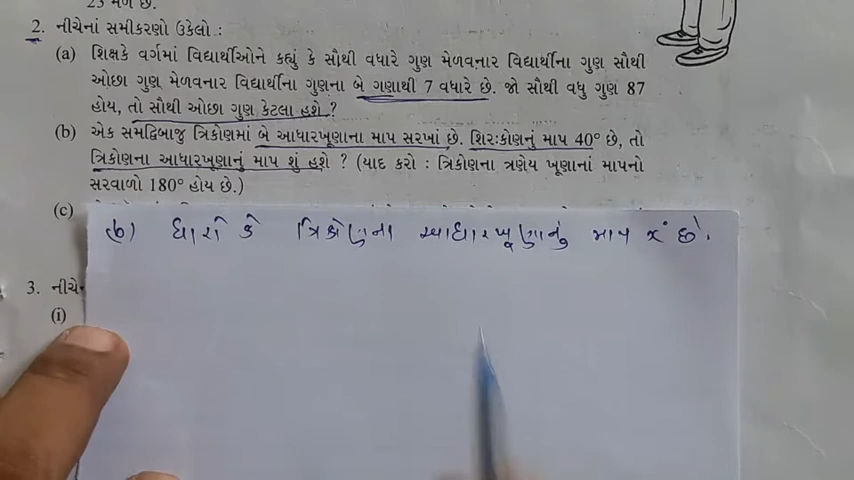 23 મળે છે.
2. નીચેનાં સમીકરણો ઉકેલો :
(a) શિક્ષકે વર્ગમાં વિદ્યાર્થીઓને કહ્યું કે સૌથી વધારે ગુણ મેળવનાર વિદ્યાર્થીના ગુણ સૌથી
ઓછા ગુણ મેળવનાર વિદ્યાર્થીના ગુણના બે ગણાથી 7 વધારે છે. જો સૌથી વધુ ગુણ 87
હોય, તો સૌથી ઓછા ગુણ કેટલા હશે ?
(b) એક સમદ્વિબાજુ ત્રિકોણમાં બે આધારખૂણાના માપ સરખાં છે. શિરઃકોણનું માપ 40° છે, તો
ત્રિકોણના આધારખૂણાનું માપ શું હશે ? (યાદ કરો : ત્રિકોણના ત્રણેય ખૂણાનાં માપનો
સરવાળો 180° હોય છે.)
(c)
(b) ધારો કે ત્રિકોણના આધારખૂણાનું માપ x° છે.
3. નીચે
(i)